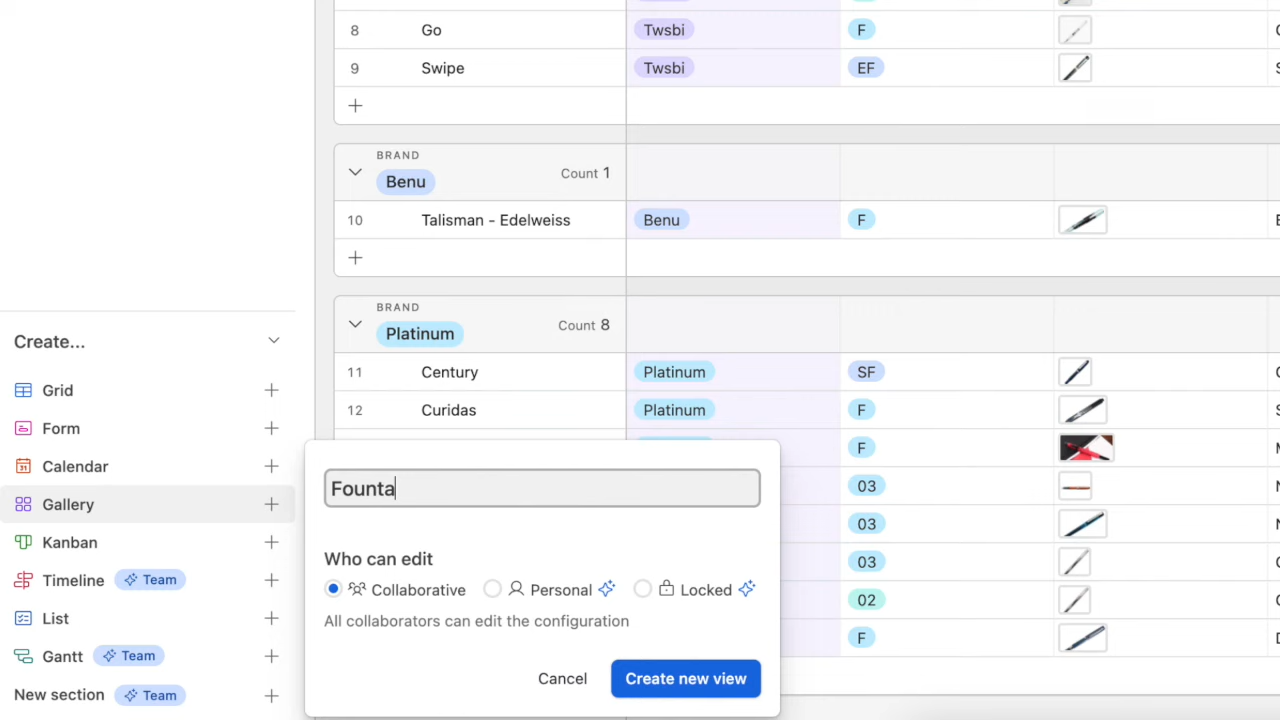 8 Go Twsbi F
9 Swipe Twsbi EF
BRAND
Benu Count 1
10 Talisman - Edelweiss Benu F
BRAND
Platinum Count 8
11 Century Platinum SF
12 Curidas Platinum F
F
03
03
03
02
F
Create...
Grid
Form
31 Calendar
Gallery
Kanban
Timeline Team
List
Gantt Team
New section Team
Founta
Who can edit
Collaborative Personal Locked
All collaborators can edit the configuration
Cancel Create new view